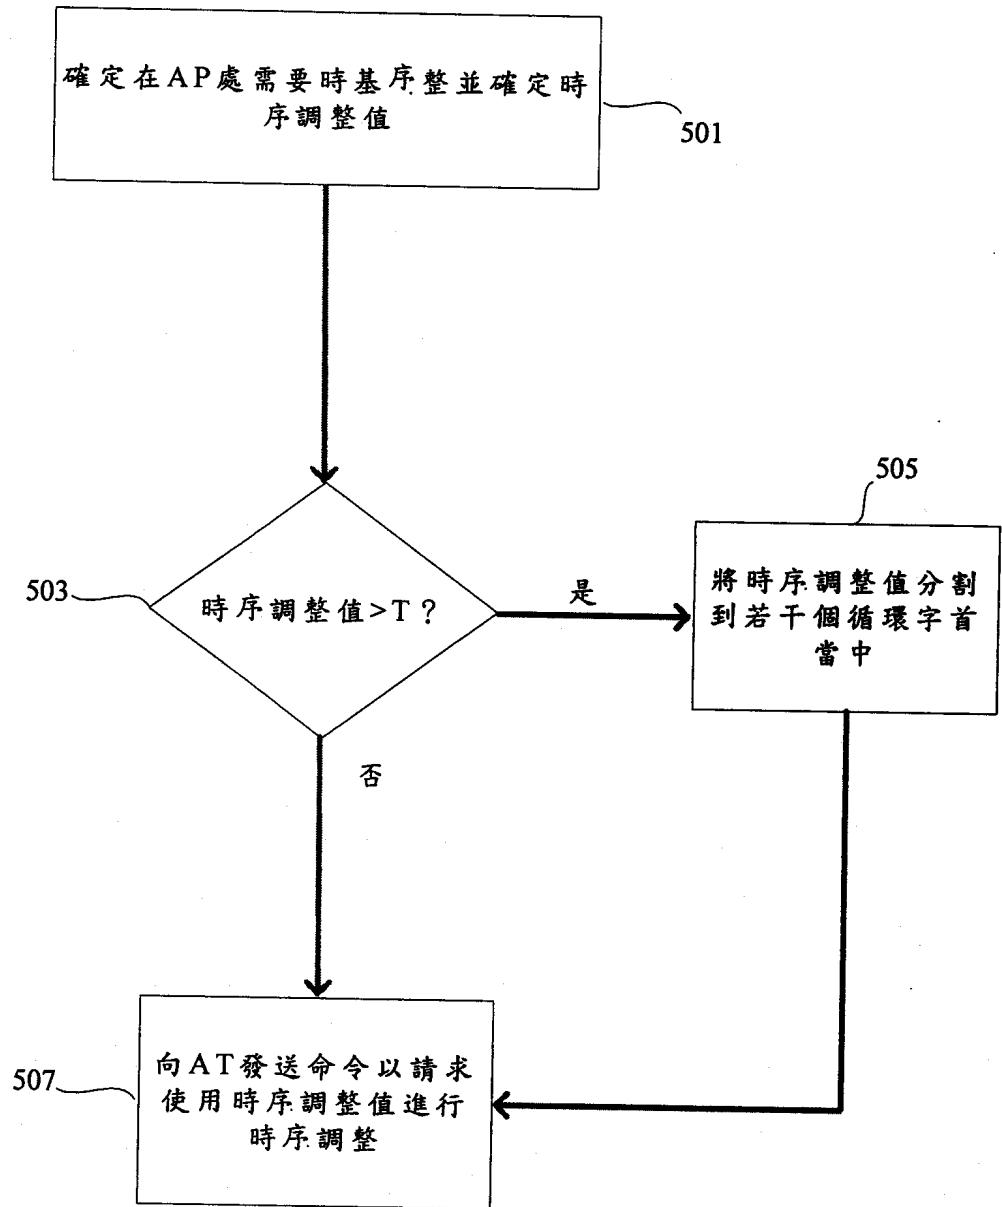 確定在AP處需要時基序整並確定時
序調整值
501
503
時序調整值>T？
是
505
將時序調整值分割
到若干個循環字首
當中
否
507
向AT發送命令以請求
使用時序調整值進行
時序調整